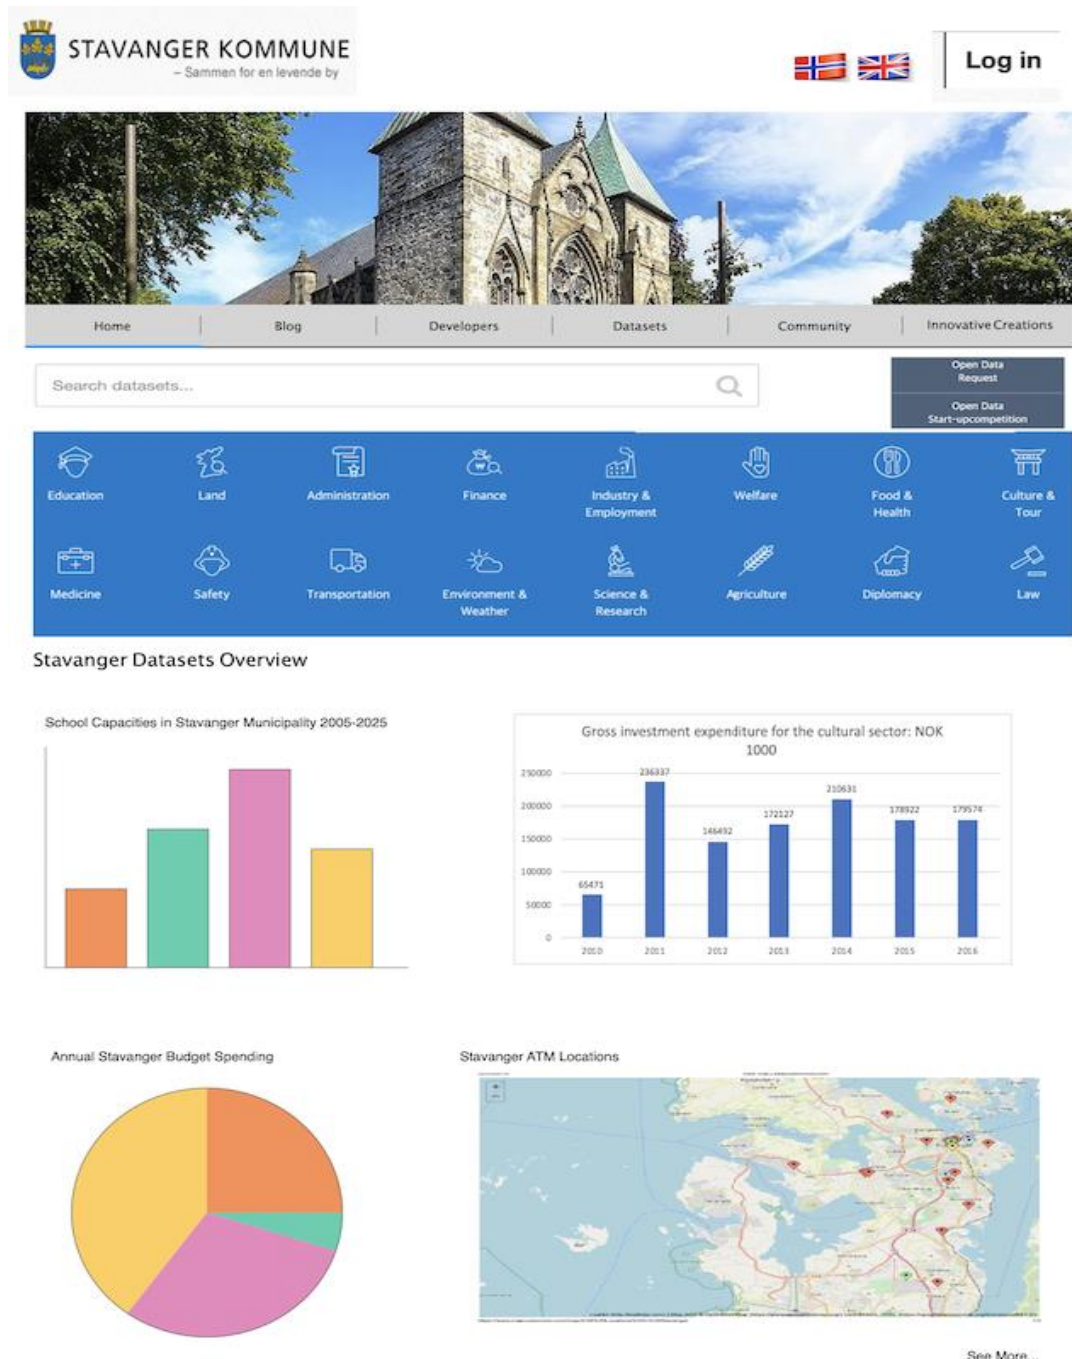 STAVANGER KOMMUNE
– Sammen for en levende by
Log in
Home
Blog
Developers
Datasets
Community
Innovative Creations
Search datasets...
Open Data
Request
Open Data
Start-upcompetition
Education
Land
Administration
Finance
Industry &
Employment
Welfare
Food &
Health
Culture &
Tour
Medicine
Safety
Transportation
Environment &
Weather
Science &
Research
Agriculture
Diplomacy
Law
Stavanger Datasets Overview
School Capacities in Stavanger Municipality 2005-2025
Gross investment expenditure for the cultural sector: NOK
1000
250000
200000
150000
100000
50000
0
65471
236337
146492
172127
210631
178922
179574
2010
2011
2012
2013
2014
2015
2016
Annual Stavanger Budget Spending
Stavanger ATM Locations
See More...